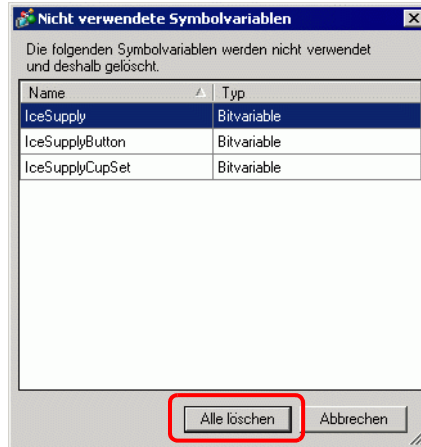 Nicht verwendete Symbolvariablen
Die folgenden Symbolvariablen werden nicht verwendet
und deshalb gelöscht.
Name Typ
IceSupply Bitvariable
IceSupplyButton Bitvariable
IceSupplyCupSet Bitvariable
Alle löschen Abbrechen